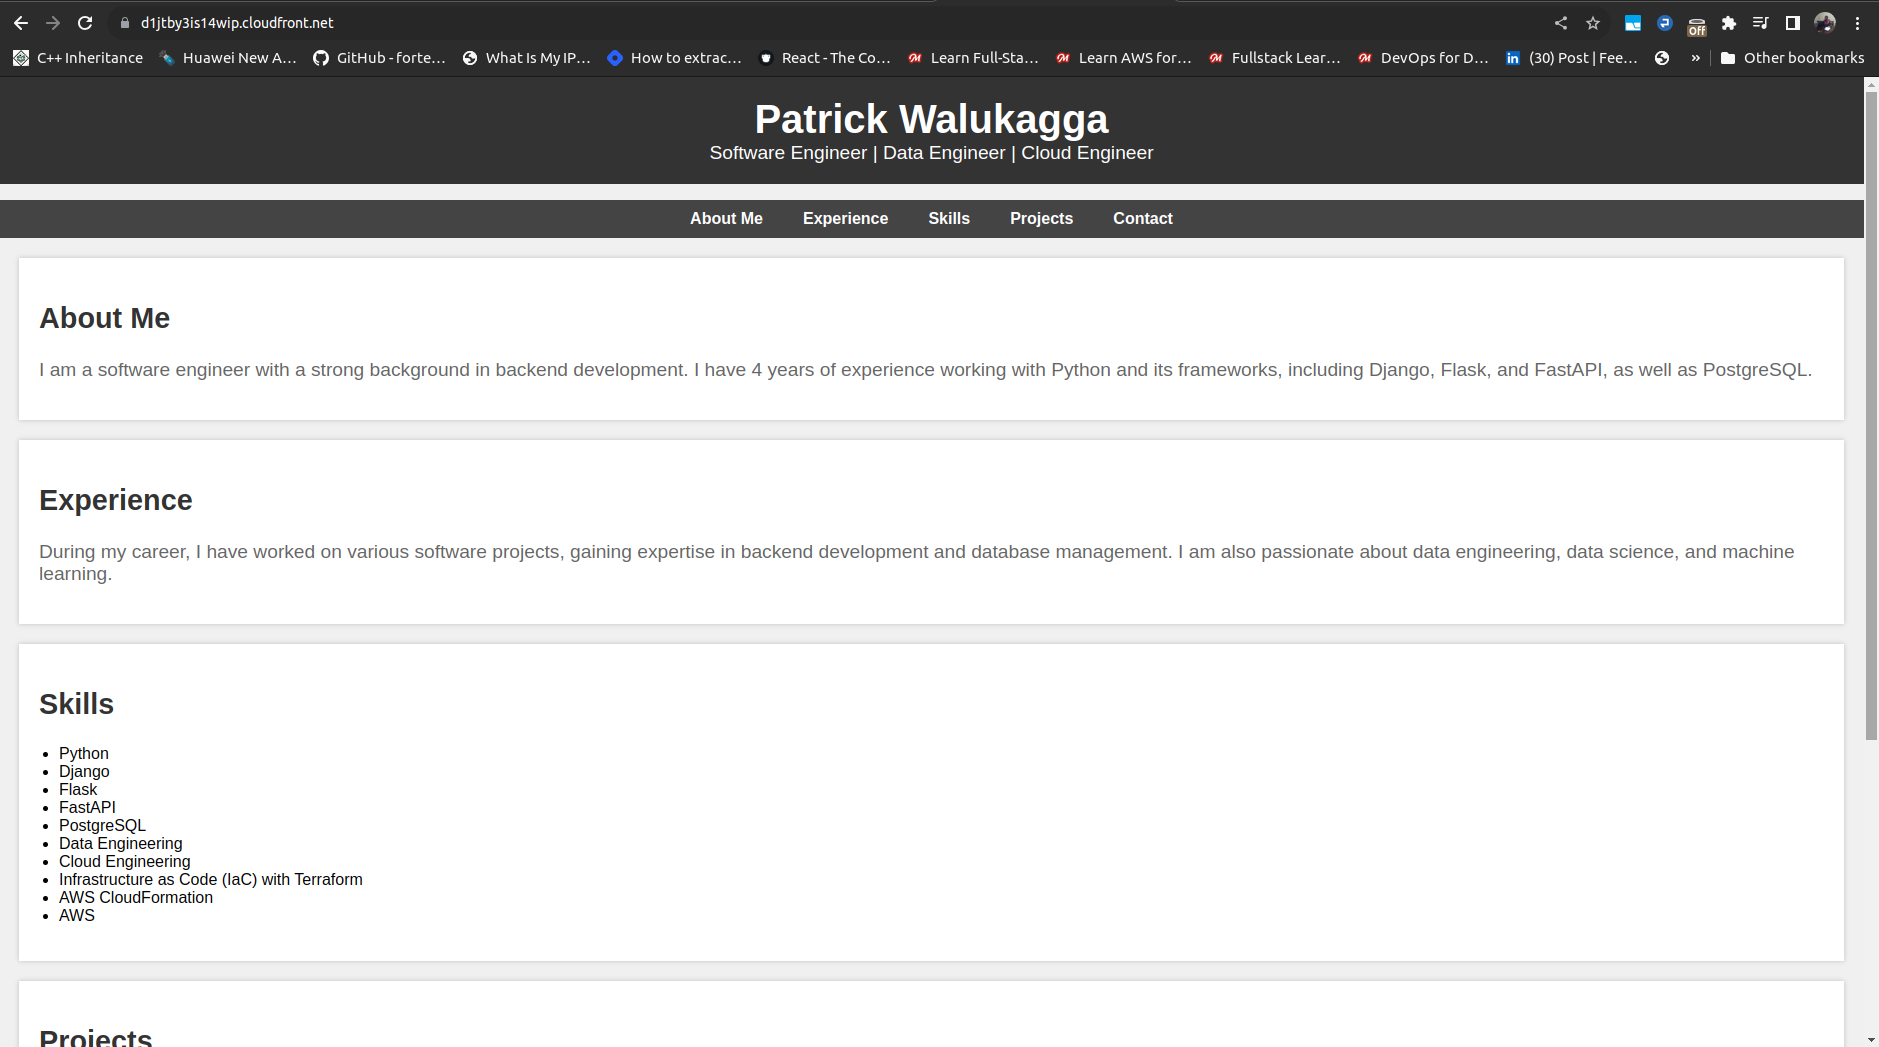 d1jtby3is14wip.cloudfront.net
Off
C++ Inheritance
Huawei New A...
GitHub - forte...
What Is My IP...
How to extrac...
React - The Co...
Learn Full-Sta...
Learn AWS for...
Fullstack Lear...
DevOps for D...
(30) Post | Fee...
»
Other bookmarks
Patrick Walukagga
Software Engineer | Data Engineer | Cloud Engineer
About Me
Experience
Skills
Projects
Contact
About Me
I am a software engineer with a strong background in backend development. I have 4 years of experience working with Python and its frameworks, including Django, Flask, and FastAPI, as well as PostgreSQL.
Experience
During my career, I have worked on various software projects, gaining expertise in backend development and database management. I am also passionate about data engineering, data science, and machine
learning.
Skills
• Python
• Django
• Flask
• FastAPI
• PostgreSQL
• Data Engineering
• Cloud Engineering
• Infrastructure as Code (IaC) with Terraform
• AWS CloudFormation
• AWS
Projects